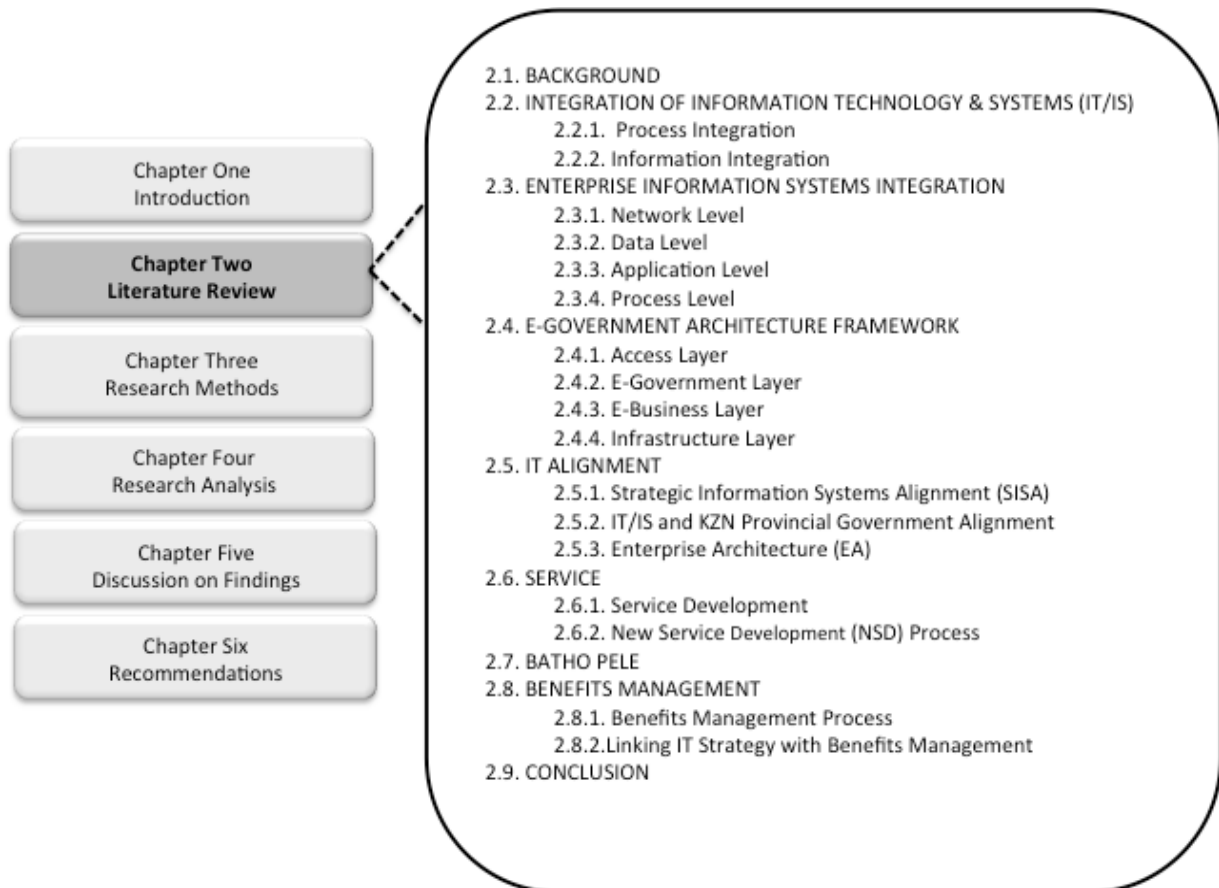 Chapter One
Introduction
Chapter Two
Literature Review
Chapter Three
Research Methods
Chapter Four
Research Analysis
Chapter Five
Discussion on Findings
Chapter Six
Recommendations
2.1. BACKGROUND
2.2. INTEGRATION OF INFORMATION TECHNOLOGY & SYSTEMS (IT/IS)
2.2.1. Process Integration
2.2.2. Information Integration
2.3. ENTERPRISE INFORMATION SYSTEMS INTEGRATION
2.3.1. Network Level
2.3.2. Data Level
2.3.3. Application Level
2.3.4. Process Level
2.4. E-GOVERNMENT ARCHITECTURE FRAMEWORK
2.4.1. Access Layer
2.4.2. E-Government Layer
2.4.3. E-Business Layer
2.4.4. Infrastructure Layer
2.5. IT ALIGNMENT
2.5.1. Strategic Information Systems Alignment (SISA)
2.5.2. IT/IS and KZN Provincial Government Alignment
2.5.3. Enterprise Architecture (EA)
2.6. SERVICE
2.6.1. Service Development
2.6.2. New Service Development (NSD) Process
2.7. BATHO PELE
2.8. BENEFITS MANAGEMENT
2.8.1. Benefits Management Process
2.8.2.Linking IT Strategy with Benefits Management
2.9. CONCLUSION